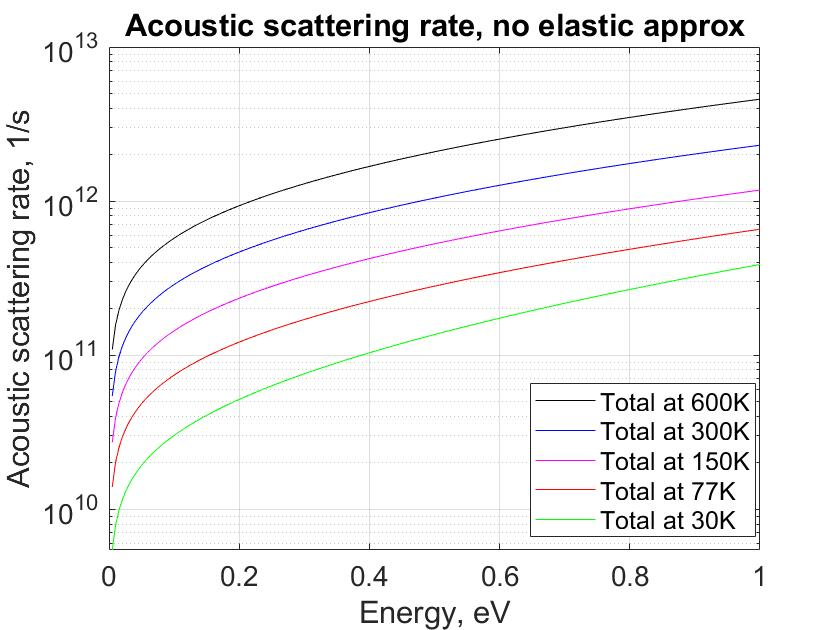 Acoustic scattering rate, no elastic approx
10^13
10^12
10^11
10^10
Acoustic scattering rate, 1/s
Total at 600K
Total at 300K
Total at 150K
Total at 77K
Total at 30K
0 0.2 0.4 0.6 0.8 1
Energy, eV